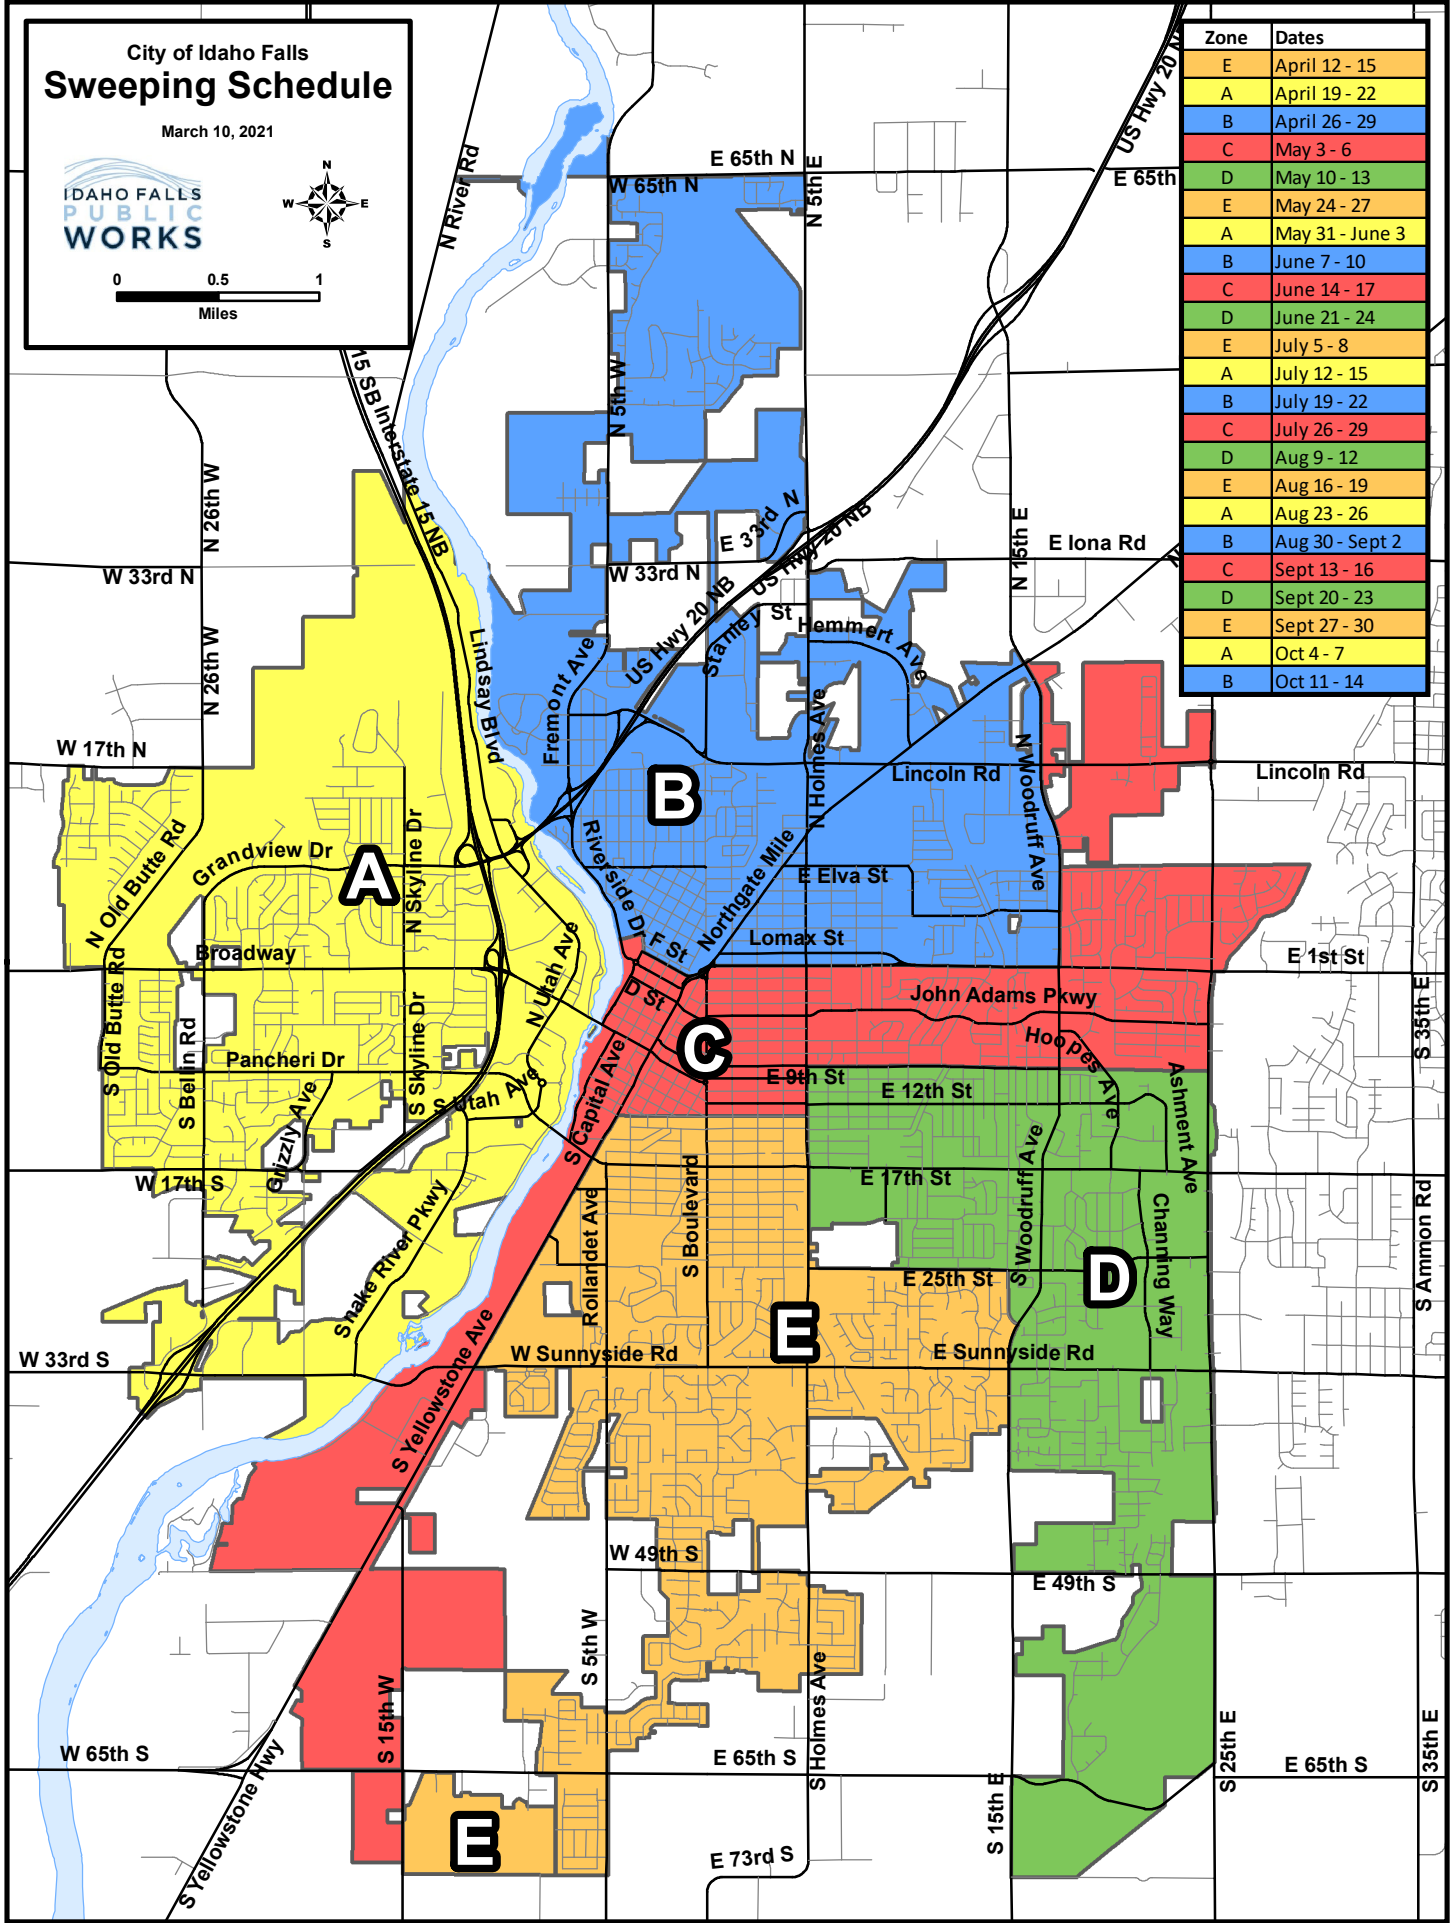 City of Idaho Falls
Sweeping Schedule
March 10, 2021
IDAHO FALLS
PUBLIC
WORKS
N
W E
S
0 0.5 1
Miles
Zone Dates
E April 12 - 15
A April 19 - 22
B April 26 - 29
C May 3 - 6
D May 10 - 13
E May 24 - 27
A May 31 - June 3
B June 7 - 10
C June 14 - 17
D June 21 - 24
E July 5 - 8
A July 12 - 15
B July 19 - 22
C July 26 - 29
D Aug 9 - 12
E Aug 16 - 19
A Aug 23 - 26
B Aug 30 - Sept 2
C Sept 13 - 16
D Sept 20 - 23
E Sept 27 - 30
A Oct 4 - 7
B Oct 11 - 14
US Hwy 20 N
N River Rd
E 65th N
W 65th N
N 5th E
E 65th
15 SB Interstate 15 NB
N 5th W
N 26th W
W 33rd N
E 33rd N
W 33rd N
US Hwy 20 NB
US Hwy 20 NB
N 15th E
E Iona Rd
N
Stanley St
Hemmert Ave
N 26th W
Lindsay Blvd
Fremont Ave
W 17th N
N Holmes Ave
Lincoln Rd
N Woodruff Ave
Lincoln Rd
B
N Old Butte Rd
Grandview Dr
A
N Skyline Dr
Riverside Dr
Northgate Mile
E Elva St
F St
Lomax St
Broadway
E 1st St
S Old Butte Rd
S Bellin Rd
S Skyline Dr
N Utah Ave
D St
John Adams Pkwy
S 35th E
C
Hoopes Ave
Pancheri Dr
S Utah Ave
S Capital Ave
E 9th St
E 12th St
Ashment Ave
Grizzly Ave
W 17th S
E 17th St
Snake River Pkwy
Rollandet Ave
S Boulevard
S Woodruff Ave
Channing Way
S Ammon Rd
E 25th St
D
E
W 33rd S
S Yellowstone Ave
W Sunnyside Rd
E Sunnyside Rd
W 49th S
E 49th S
S 5th W
S 15th W
S Holmes Ave
W 65th S
E 65th S
S 25th E
E 65th S
S 35th E
S Yellowstone Hwy
S 15th E
E
E 73rd S